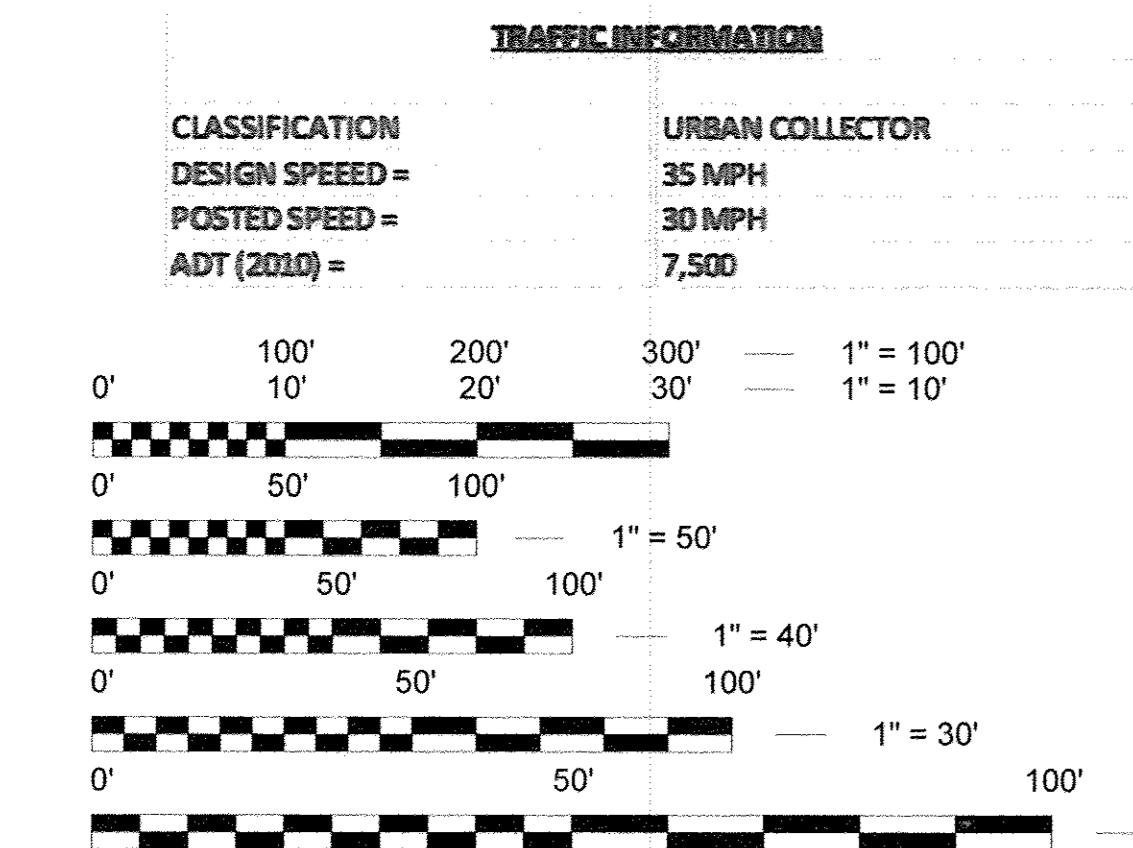 TRAFFIC INFORMATION
CLASSIFICATION URBAN COLLECTOR
DESIGN SPEEED = 35 MPH
POSTED SPEED = 30 MPH
ADT (2010) = 7,500
100' 200' 300' 1" = 100'
0' 10' 20' 30' 1" = 10'
0' 50' 100'
1" = 50'
0' 50' 100'
1" = 40'
0' 50' 100'
1" = 30'
0' 50' 100'